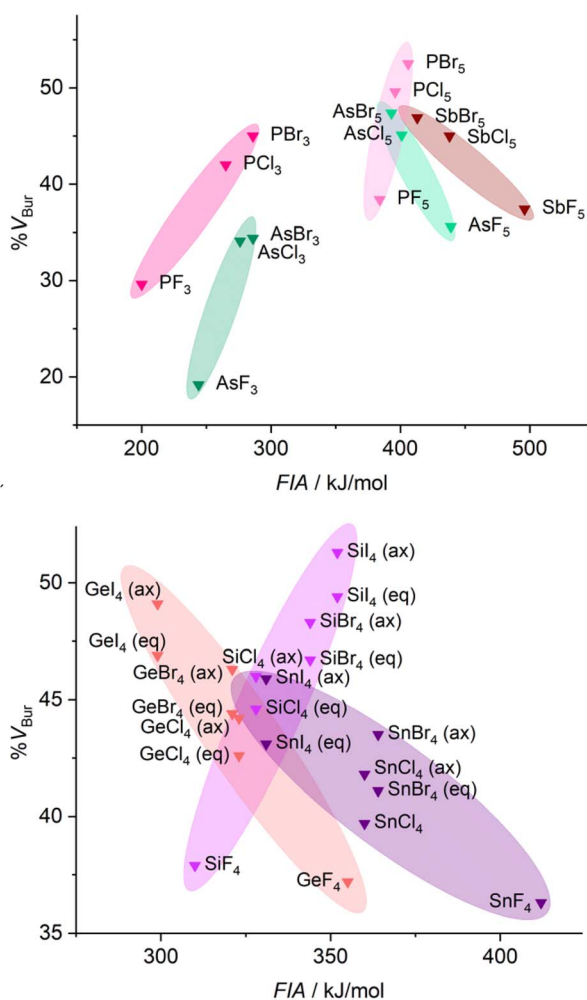 50
40
30
20
%V_Bur
PBr₅
PCl₅
AsBr₅
SbBr₅
AsCl₅
SbCl₅
PBr₃
PCl₃
PF₅
SbF₅
AsF₅
AsBr₃
AsCl₃
PF₃
AsF₃
200 300 400 500
FIA / kJ/mol
50
45
40
35
%V_Bur
SiI₄ (ax)
GeI₄ (ax)
SiI₄ (eq)
SiBr₄ (ax)
GeI₄ (eq)
SiCl₄ (ax)
SiBr₄ (eq)
GeBr₄ (ax)
SnI₄ (ax)
GeBr₄ (eq)
SiCl₄ (eq)
GeCl₄ (ax)
SnBr₄ (ax)
GeCl₄ (eq)
SnI₄ (eq)
SnCl₄ (ax)
SnBr₄ (eq)
SnCl₄
SiF₄
GeF₄
SnF₄
300 350 400
FIA / kJ/mol